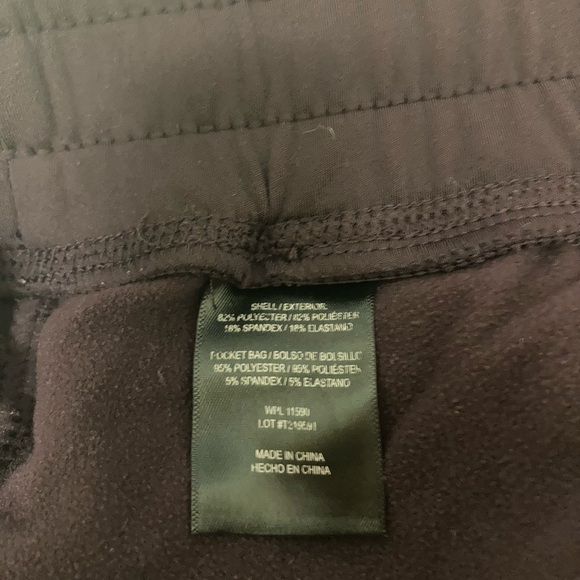 SHELL / EXTERIOR:
82% POLYESTER / 82% POLIÉSTER
18% SPANDEX / 18% ELASTANO
POCKET BAG / BOLSO DE BOLSILLO
95% POLYESTER / 95% POLIÉSTER
5% SPANDEX / 5% ELASTANO
WPL 11590
MADE IN CHINA
HECHO EN CHINA